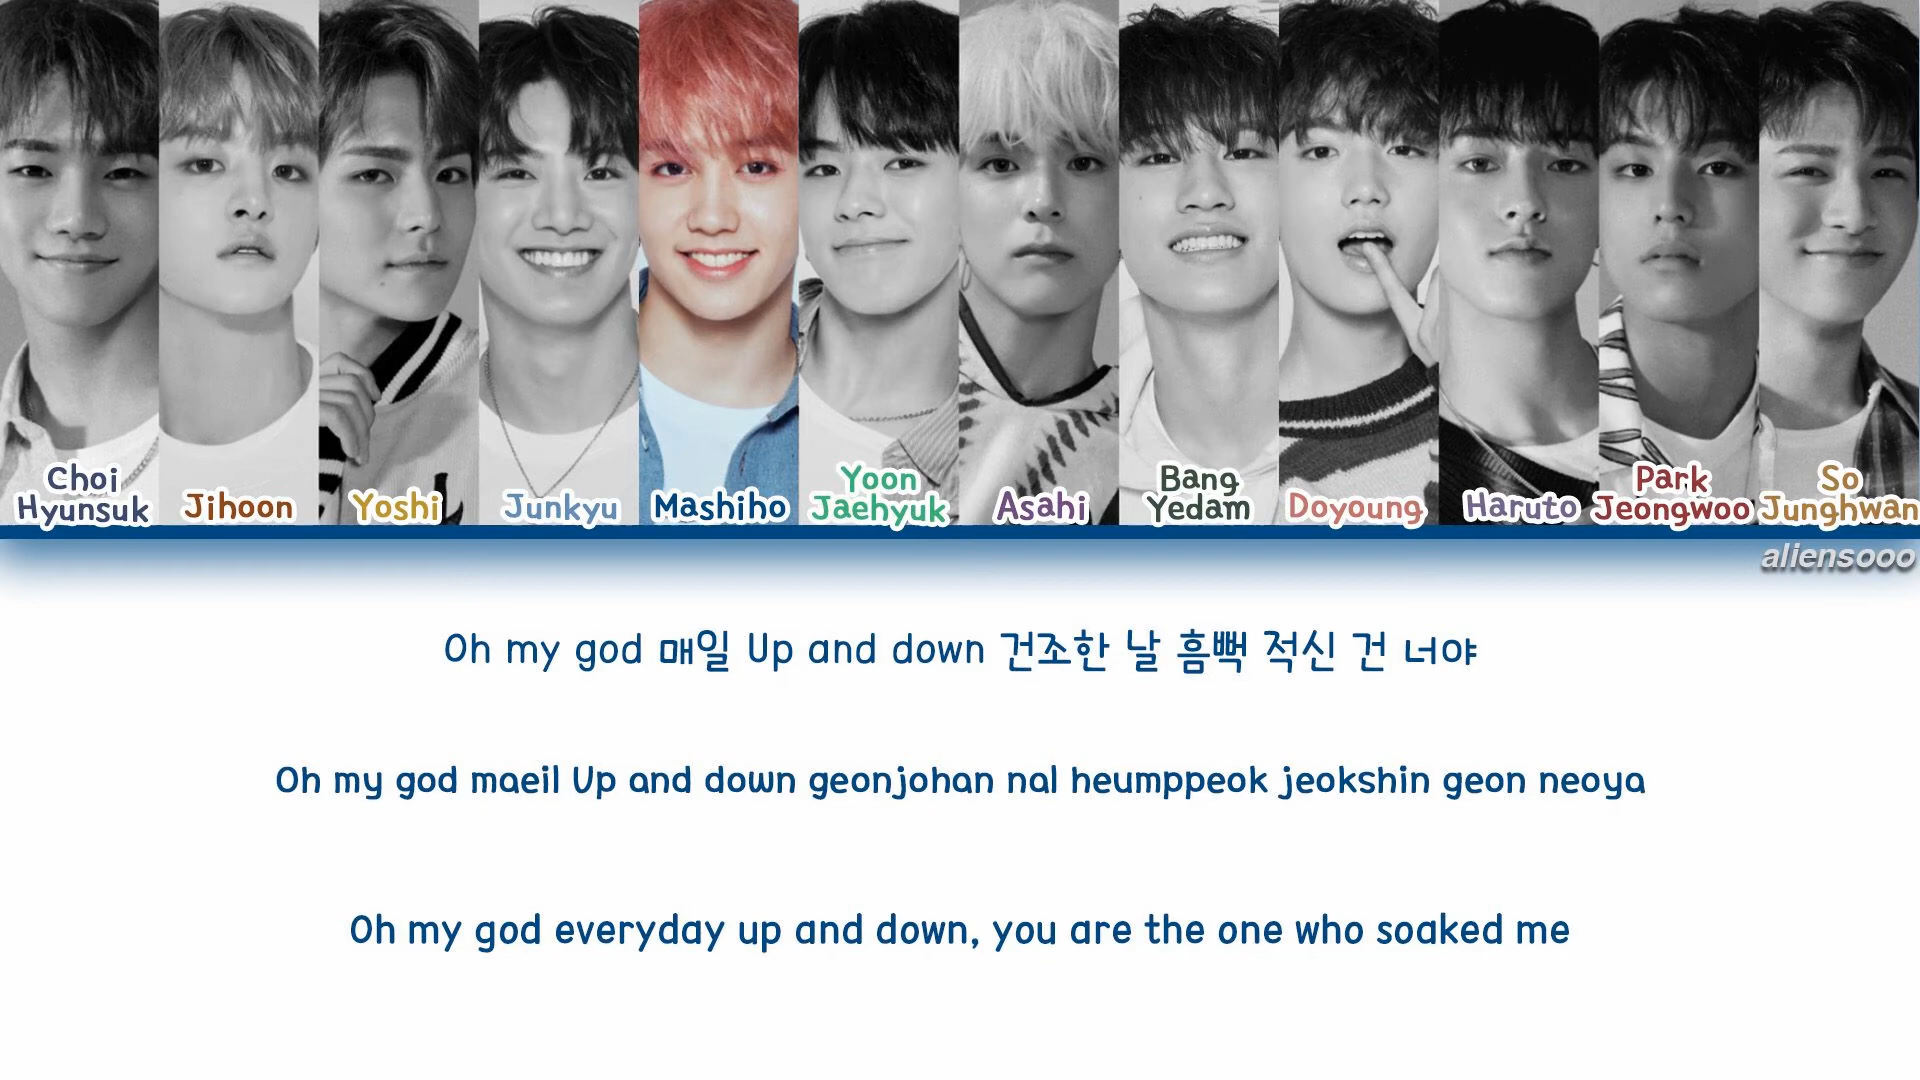 Choi
Hyunsuk
Jihoon
Yoshi
Junkyu
Mashiho
Yoon
Jaehyuk
Asahi
Bang
Yedam
Doyoung
Haruto
Park
Jeongwoo
So
Junghwan
aliensooo
Oh my god 매일 Up and down 건조한 날 흠뻑 적신 건 너야
Oh my god maeil Up and down geonjohan nal heumppeok jeokshin geon neoya
Oh my god everyday up and down, you are the one who soaked me